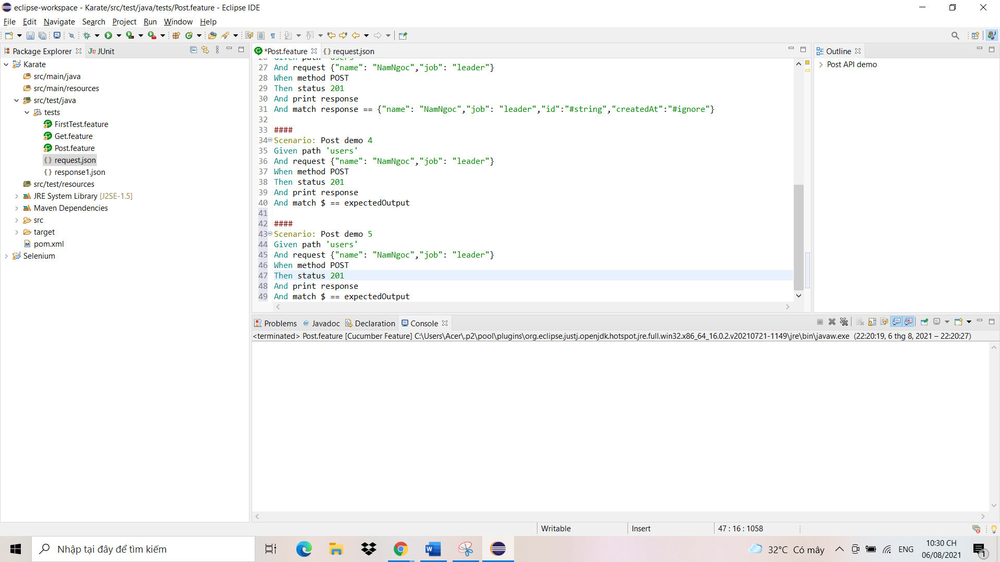 eclipse-workspace - Karate/src/test/java/tests/Post.feature - Eclipse IDE
File Edit Navigate Search Project Run Window Help
Package Explorer
JUnit
Karate
src/main/java
src/main/resources
src/test/java
tests
FirstTest.feature
Get.feature
Post.feature
request.json
response1.json
src/test/resources
JRE System Library [J2SE-1.5]
Maven Dependencies
src
target
pom.xml
Selenium
*Post.feature
request.json
26 Given path 'users'
27 And request {"name": "NamNgoc","job": "leader"}
28 When method POST
29 Then status 201
30 And print response
31 And match response == {"name": "NamNgoc","job": "leader","id":"#string","createdAt":"#ignore"}
32
33 ####
34 Scenario: Post demo 4
35 Given path 'users'
36 And request {"name": "NamNgoc","job": "leader"}
37 When method POST
38 Then status 201
39 And print response
40 And match $ == expectedOutput
41
42 ####
43 Scenario: Post demo 5
44 Given path 'users'
45 And request {"name": "NamNgoc","job": "leader"}
46 When method POST
47 Then status 201
48 And print response
49 And match $ == expectedOutput
Outline
Post API demo
Problems @ Javadoc Declaration Console
<terminated> Post.feature [Cucumber Feature] C:\Users\Acer\.p2\pool\plugins\org.eclipse.justj.openjdk.hotspot.jre.full.win32.x86_64_16.0.2.v20210721-1149\jre\bin\javaw.exe (22:20:19, 6 thg 8, 2021 – 22:20:27)
Writable Insert 47 : 16 : 1058
Nhập tại đây để tìm kiếm
32°C Có mây
ENG
10:30 CH
06/08/2021
1